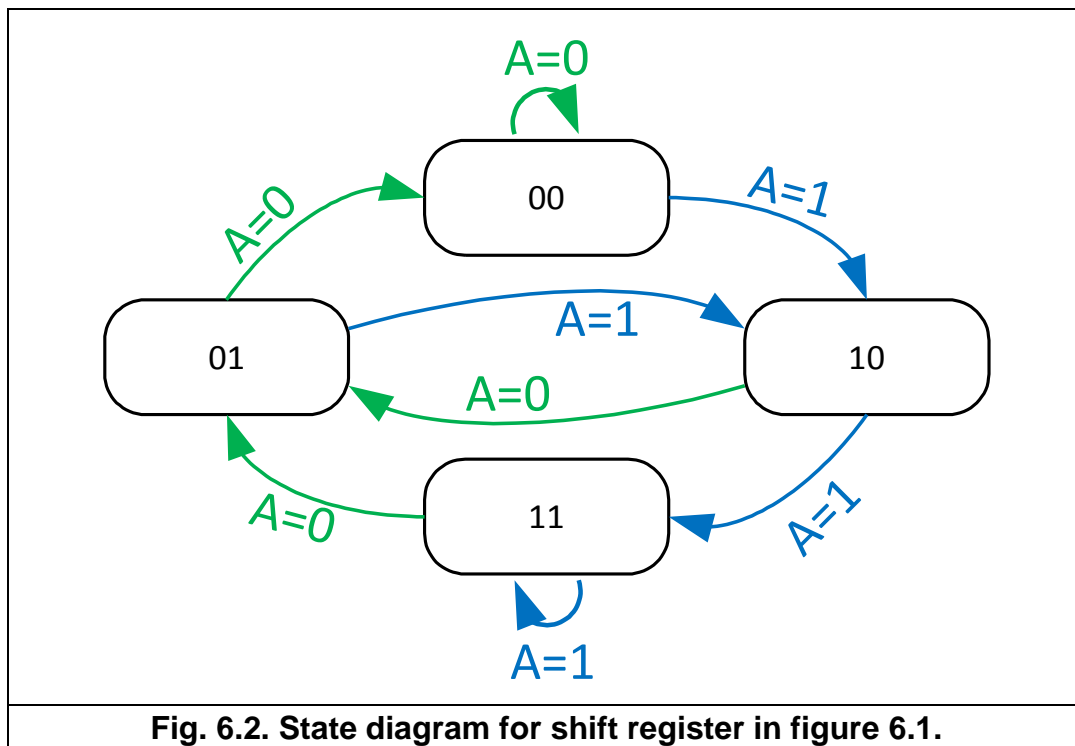 A=0
00
A=1
A=0
01
A=1
10
A=0
A=0
11
A=1
A=1
Fig. 6.2. State diagram for shift register in figure 6.1.